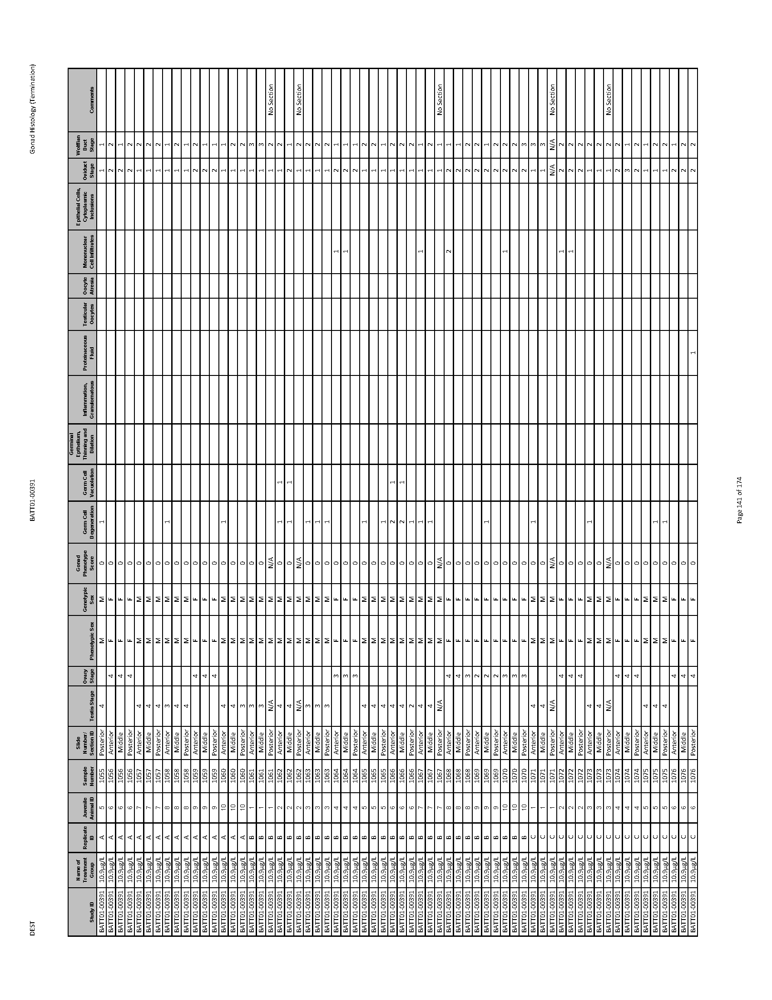 DEST BATT01-00391 Gonad Histology (Termination)
Study ID Name of Treatment Group Replicate ID Juvenile Animal ID Sample Number Slide Number/ Section ID Testis Stage Ovary Stage Phenotypic Sex Genotypic Sex Gonad Phenotype Score Germ Cell Degeneration Germ Cell Vacuolation Germinal Epthelium, Thinning and Dilation Inflammation, Granulomatous Proteinaceous Fluid Testicular Oocytes Oocyte Atresia Mononuclear Cell Infiltrates Epithelial Cells, Cytoplasmic Inclusions Oviduct Stage Wolffian Duct Stage Comments
BATT01-00391 10.9µg/L A 5 1055 Posterior 4 M M 0 1 1 1
BATT01-00391 10.9µg/L A 6 1056 Anterior 4 F F 0 2 2
BATT01-00391 10.9µg/L A 6 1056 Middle 4 F F 0 2 1
BATT01-00391 10.9µg/L A 6 1056 Posterior 4 F F 0 2 2
BATT01-00391 10.9µg/L A 7 1057 Anterior 4 M M 0 1 2
BATT01-00391 10.9µg/L A 7 1057 Middle 4 M M 0 1 2
BATT01-00391 10.9µg/L A 7 1057 Posterior 4 M M 0 1 2
BATT01-00391 10.9µg/L A 8 1058 Anterior 3 M M 0 1 1 1
BATT01-00391 10.9µg/L A 8 1058 Middle 4 M M 0 1 2
BATT01-00391 10.9µg/L A 8 1058 Posterior 4 M M 0 1 1
BATT01-00391 10.9µg/L A 9 1059 Anterior 4 F F 0 2 2
BATT01-00391 10.9µg/L A 9 1059 Middle 4 F F 0 2 1
BATT01-00391 10.9µg/L A 9 1059 Posterior 4 F F 0 2 1
BATT01-00391 10.9µg/L A 10 1060 Anterior 4 M M 0 1 1 1
BATT01-00391 10.9µg/L A 10 1060 Middle 4 M M 0 1 2
BATT01-00391 10.9µg/L A 10 1060 Posterior 3 M M 0 1 2
BATT01-00391 10.9µg/L B 1 1061 Anterior 3 M M 0 1 3
BATT01-00391 10.9µg/L B 1 1061 Middle 3 M M 0 1 3
BATT01-00391 10.9µg/L B 1 1061 Posterior N/A M M N/A 1 2 No Section
BATT01-00391 10.9µg/L B 2 1062 Anterior 4 M M 0 1 1 1 2
BATT01-00391 10.9µg/L B 2 1062 Middle 4 M M 0 1 1 2 1
BATT01-00391 10.9µg/L B 2 1062 Posterior N/A M M N/A 1 2 No Section
BATT01-00391 10.9µg/L B 3 1063 Anterior 3 M M 0 1 1 2
BATT01-00391 10.9µg/L B 3 1063 Middle 3 M M 0 1 1 2
BATT01-00391 10.9µg/L B 3 1063 Posterior 3 M M 0 1 1 2
BATT01-00391 10.9µg/L B 4 1064 Anterior 3 F F 0 1 2 1
BATT01-00391 10.9µg/L B 4 1064 Middle 3 F F 0 1 2 1
BATT01-00391 10.9µg/L B 4 1064 Posterior 3 F F 0 2 1
BATT01-00391 10.9µg/L B 5 1065 Anterior 4 M M 0 1 1 2
BATT01-00391 10.9µg/L B 5 1065 Middle 4 M M 0 1 2
BATT01-00391 10.9µg/L B 5 1065 Posterior 4 M M 0 1 1 1
BATT01-00391 10.9µg/L B 6 1066 Anterior 4 M M 0 2 1 1 2
BATT01-00391 10.9µg/L B 6 1066 Middle 4 M M 0 2 1 1 2
BATT01-00391 10.9µg/L B 6 1066 Posterior 2 M M 0 1 1 2
BATT01-00391 10.9µg/L B 7 1067 Anterior 4 M M 0 1 1 1 1
BATT01-00391 10.9µg/L B 7 1067 Middle 4 M M 0 1 1 2
BATT01-00391 10.9µg/L B 7 1067 Posterior N/A M M N/A 1 1 No Section
BATT01-00391 10.9µg/L B 8 1068 Anterior 4 F F 0 2 2 1
BATT01-00391 10.9µg/L B 8 1068 Middle 4 F F 0 2 1
BATT01-00391 10.9µg/L B 8 1068 Posterior 3 F F 0 2 2
BATT01-00391 10.9µg/L B 9 1069 Anterior 2 F F 0 2 2
BATT01-00391 10.9µg/L B 9 1069 Middle 2 F F 0 1 2 1
BATT01-00391 10.9µg/L B 9 1069 Posterior 2 F F 0 2 2
BATT01-00391 10.9µg/L B 10 1070 Anterior 3 F F 0 1 2 2
BATT01-00391 10.9µg/L B 10 1070 Middle 3 F F 0 2 2
BATT01-00391 10.9µg/L B 10 1070 Posterior 3 F F 0 2 3
BATT01-00391 10.9µg/L C 1 1071 Anterior 4 M M 0 1 1 3
BATT01-00391 10.9µg/L C 1 1071 Middle 4 M M 0 1 3
BATT01-00391 10.9µg/L C 1 1071 Posterior N/A M M N/A N/A N/A No Section
BATT01-00391 10.9µg/L C 2 1072 Anterior 4 F F 0 1 2 2
BATT01-00391 10.9µg/L C 2 1072 Middle 4 F F 0 1 2 2
BATT01-00391 10.9µg/L C 2 1072 Posterior 4 F F 0 2 2
BATT01-00391 10.9µg/L C 3 1073 Anterior 4 M M 0 1 1 2
BATT01-00391 10.9µg/L C 3 1073 Middle 4 M M 0 1 2
BATT01-00391 10.9µg/L C 3 1073 Posterior N/A M M N/A 1 2 No Section
BATT01-00391 10.9µg/L C 4 1074 Anterior 4 F F 0 2 2
BATT01-00391 10.9µg/L C 4 1074 Middle 4 F F 0 3 1
BATT01-00391 10.9µg/L C 4 1074 Posterior 4 F F 0 2 2
BATT01-00391 10.9µg/L C 5 1075 Anterior 4 M M 0 1 1
BATT01-00391 10.9µg/L C 5 1075 Middle 4 M M 0 1 1 2
BATT01-00391 10.9µg/L C 5 1075 Posterior 4 M M 0 1 1 2
BATT01-00391 10.9µg/L C 6 1076 Anterior 4 F F 0 2 1
BATT01-00391 10.9µg/L C 6 1076 Middle 4 F F 0 2 2
BATT01-00391 10.9µg/L C 6 1076 Posterior 4 F F 0 1 2 2
Page 141 of 174